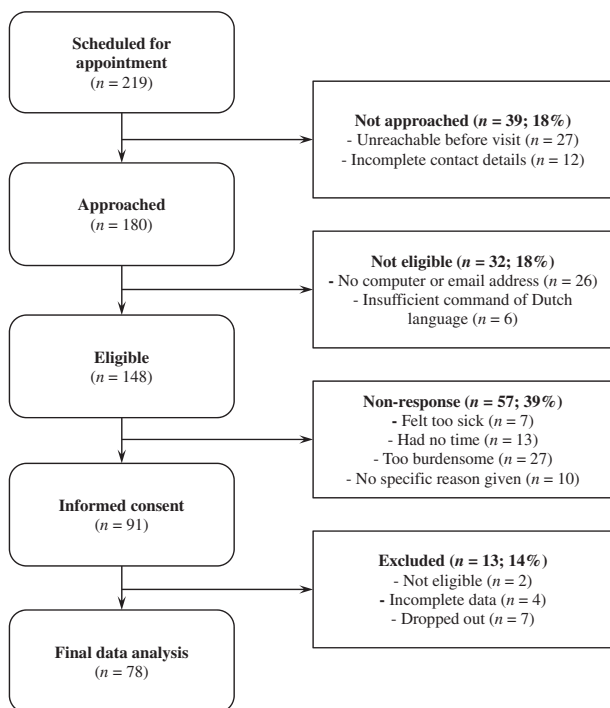 Scheduled for
appointment
(n = 219)
Not approached (n = 39; 18%)
- Unreachable before visit (n = 27)
- Incomplete contact details (n = 12)
Approached
(n = 180)
Not eligible (n = 32; 18%)
- No computer or email address (n = 26)
- Insufficient command of Dutch
language (n = 6)
Eligible
(n = 148)
Non-response (n = 57; 39%)
- Felt too sick (n = 7)
- Had no time (n = 13)
- Too burdensome (n = 27)
- No specific reason given (n = 10)
Informed consent
(n = 91)
Excluded (n = 13; 14%)
- Not eligible (n = 2)
- Incomplete data (n = 4)
- Dropped out (n = 7)
Final data analysis
(n = 78)